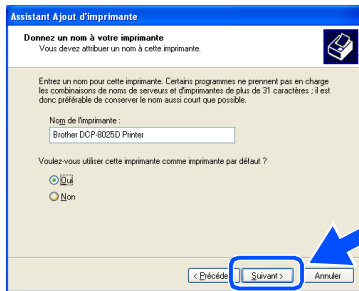 Assistant Ajout d'imprimante
Donnez un nom à votre imprimante
Vous devez attribuer un nom à cette imprimante.
Entrez un nom pour cette imprimante. Certains programmes ne prennent pas en charge
les combinaisons de noms de serveurs et d'imprimantes de plus de 31 caractères ; il est
donc préférable de conserver le nom aussi court que possible.
Nom de l'imprimante :
Brother DCP-8025D Printer
Voulez-vous utiliser cette imprimante comme imprimante par défaut ?
Oui
Non
< Précéde
Suivant >
Annuler